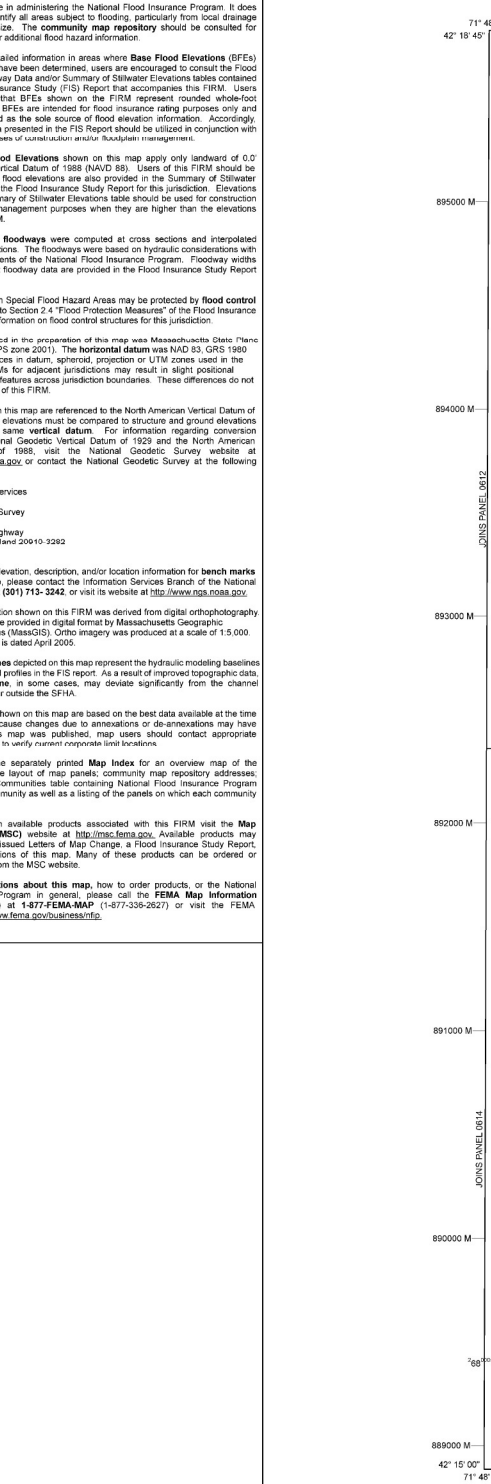 e in administering the National Flood Insurance Program. It does
ntify all areas subject to flooding, particularly from local drainage
ize. The community map repository should be consulted for
r additional flood hazard information.
ailed information in areas where Base Flood Elevations (BFEs)
have been determined, users are encouraged to consult the Flood
way Data and/or Summary of Stillwater Elevations tables contained
surance Study (FIS) Report that accompanies this FIRM. Users
that BFEs shown on the FIRM represent rounded whole-foot
BFEs are intended for flood insurance rating purposes only and
d as the sole source of flood elevation information. Accordingly,
a presented in the FIS Report should be utilized in conjunction with
ses of construction and/or floodplain management.
od Elevations shown on this map apply only landward of 0.0'
rtical Datum of 1988 (NAVD 88). Users of this FIRM should be
flood elevations are also provided in the Summary of Stillwater
the Flood Insurance Study Report for this jurisdiction. Elevations
mary of Stillwater Elevations table should be used for construction
management purposes when they are higher than the elevations
M.
floodways were computed at cross sections and interpolated
tions. The floodways were based on hydraulic considerations with
ents of the National Flood Insurance Program. Floodway widths
floodway data are provided in the Flood Insurance Study Report
n Special Flood Hazard Areas may be protected by flood control
to Section 2.4 "Flood Protection Measures" of the Flood Insurance
formation on flood control structures for this jurisdiction.
ed in the preparation of this map was Massachusetts State Plane
PS zone 2001). The horizontal datum was NAD 83, GRS 1980
ces in datum, spheroid, projection or UTM zones used in the
Ms for adjacent jurisdictions may result in slight positional
features across jurisdiction boundaries. These differences do not
of this FIRM.
n this map are referenced to the North American Vertical Datum of
elevations must be compared to structure and ground elevations
same vertical datum. For information regarding conversion
nal Geodetic Vertical Datum of 1929 and the North American
of 1988, visit the National Geodetic Survey website at
a.gov or contact the National Geodetic Survey at the following
ervices
Survey
ghway
land 20910-3282
levation, description, and/or location information for bench marks
, please contact the Information Services Branch of the National
(301) 713- 3242, or visit its website at http://www.ngs.noaa.gov.
tion shown on this FIRM was derived from digital orthophotography.
e provided in digital format by Massachusetts Geographic
s (MassGIS). Ortho imagery was produced at a scale of 1:5,000.
is dated April 2005.
nes depicted on this map represent the hydraulic modeling baselines
d profiles in the FIS report. As a result of improved topographic data,
ne, in some cases, may deviate significantly from the channel
r outside the SFHA.
hown on this map are based on the best data available at the time
cause changes due to annexations or de-annexations may have
s map was published, map users should contact appropriate
to verify current corporate limit locations.
he separately printed Map Index for an overview map of the
e layout of map panels; community map repository addresses;
Communities table containing National Flood Insurance Program
mmunity as well as a listing of the panels on which each community
n available products associated with this FIRM visit the Map
(MSC) website at http://msc.fema.gov. Available products may
issued Letters of Map Change, a Flood Insurance Study Report,
ions of this map. Many of these products can be ordered or
om the MSC website.
tions about this map, how to order products, or the National
Program in general, please call the FEMA Map Information
e at 1-877-FEMA-MAP (1-877-336-2627) or visit the FEMA
ww.fema.gov/business/nfip.
71° 48
42° 18' 45"
895000 M
894000 M
JOINS PANEL 0612
893000 M
892000 M
891000 M
JOINS PANEL 0614
890000 M
²68⁰⁰⁰
889000 M
42° 15' 00"
71° 48'